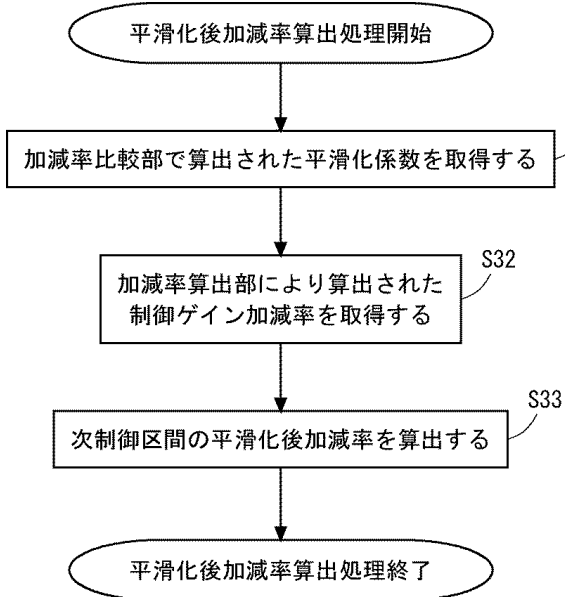 平滑化後加減率算出処理開始
加減率比較部で算出された平滑化係数を取得する
S32
加減率算出部により算出された
制御ゲイン加減率を取得する
S33
次制御区間の平滑化後加減率を算出する
平滑化後加減率算出処理終了